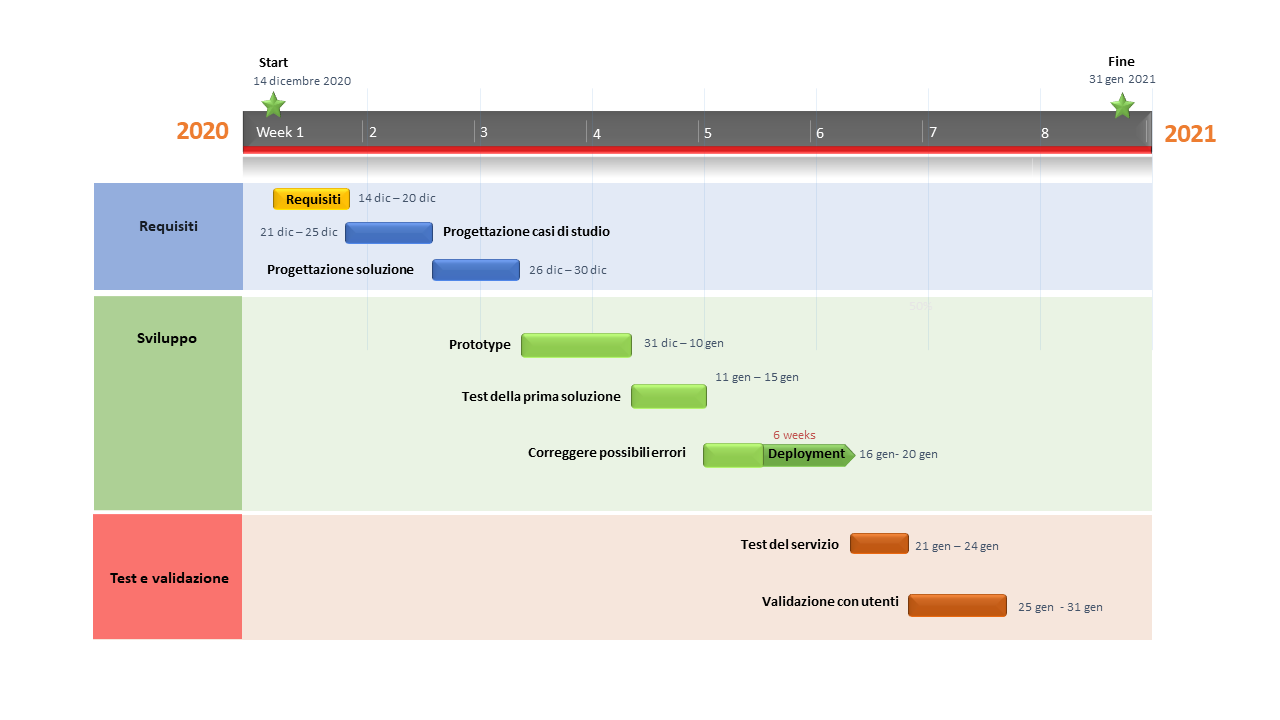 Start
14 dicembre 2020
Fine
31 gen 2021
2020
Week 1 2 3 4 5 6 7 8
2021
Requisiti
Requisiti
14 dic – 20 dic
21 dic – 25 dic
Progettazione casi di studio
Progettazione soluzione
26 dic – 30 dic
50%
Sviluppo
Prototype
31 dic – 10 gen
Test della prima soluzione
11 gen – 15 gen
6 weeks
Correggere possibili errori
Deployment
16 gen- 20 gen
Test e validazione
Test del servizio
21 gen – 24 gen
Validazione con utenti
25 gen - 31 gen